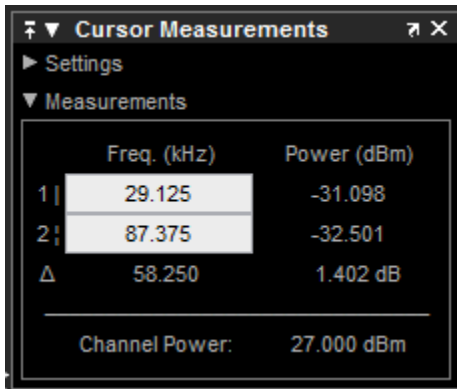 Cursor Measurements
Settings
Measurements
Freq. (kHz) Power (dBm)
1 | 29.125 -31.098
2 ¦ 87.375 -32.501
Δ 58.250 1.402 dB
Channel Power: 27.000 dBm